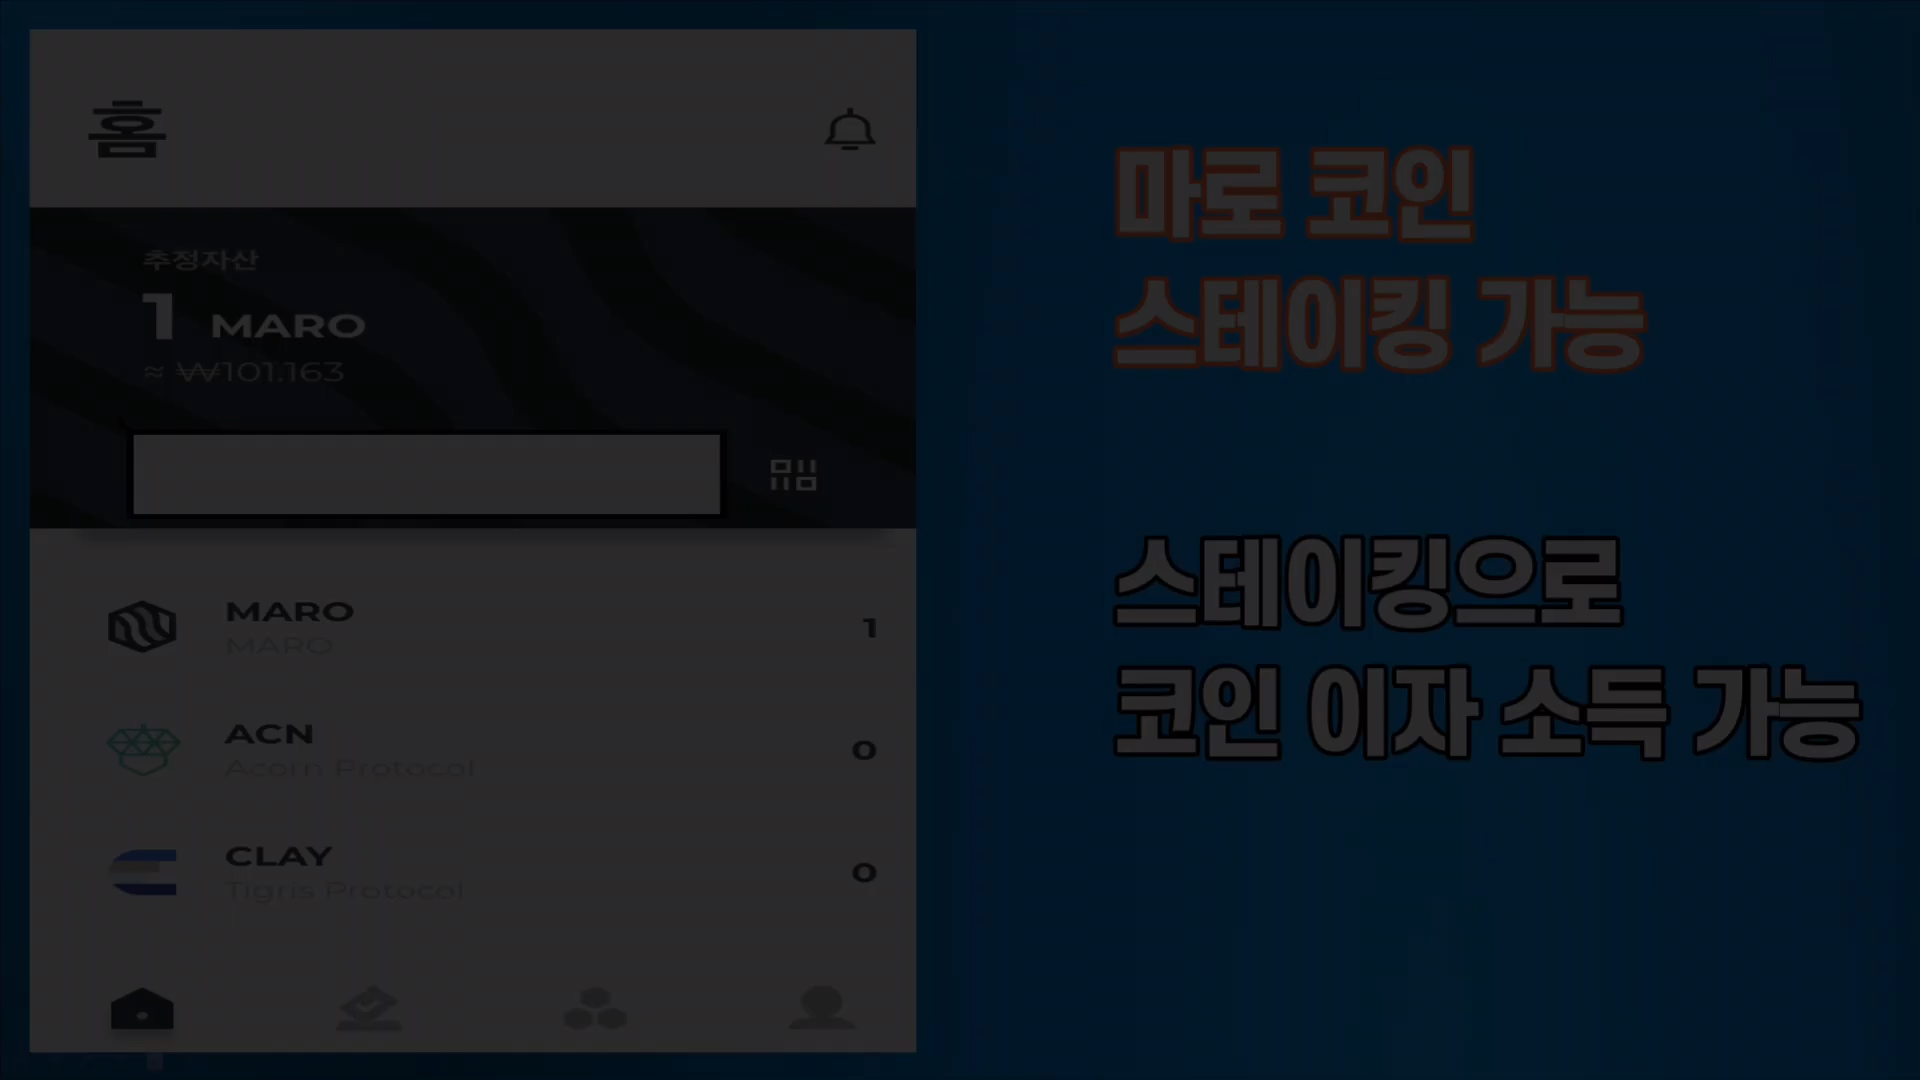 홈
추정자산
1 MARO
≈ ₩101.163
MARO
MARO
1
ACN
Acorn Protocol
0
CLAY
Tigris Protocol
0
마로 코인
스테이킹 가능
스테이킹으로
코인 이자 소득 가능